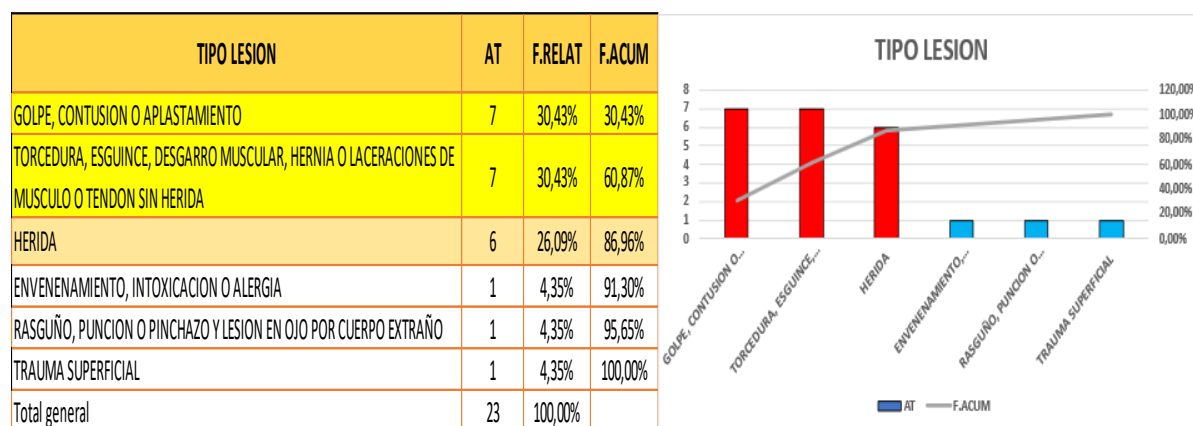 TIPO LESION AT F.RELAT F.ACUM
GOLPE, CONTUSION O APLASTAMIENTO 7 30,43% 30,43%
TORCEDURA, ESGUINCE, DESGARRO MUSCULAR, HERNIA O LACERACIONES DE
MUSCULO O TENDON SIN HERIDA 7 30,43% 60,87%
HERIDA 6 26,09% 86,96%
ENVENENAMIENTO, INTOXICACION O ALERGIA 1 4,35% 91,30%
RASGUÑO, PUNCION O PINCHAZO Y LESION EN OJO POR CUERPO EXTRAÑO 1 4,35% 95,65%
TRAUMA SUPERFICIAL 1 4,35% 100,00%
Total general 23 100,00%
TIPO LESION
8
7
6
5
4
3
2
1
0
120,00%
100,00%
80,00%
60,00%
40,00%
20,00%
0,00%
GOLPE, CONTUSION O...
TORCEDURA, ESGUINCE,...
HERIDA
ENVENENAMIENTO,...
RASGUÑO, PUNCION O...
TRAUMA SUPERFICIAL
AT F.ACUM